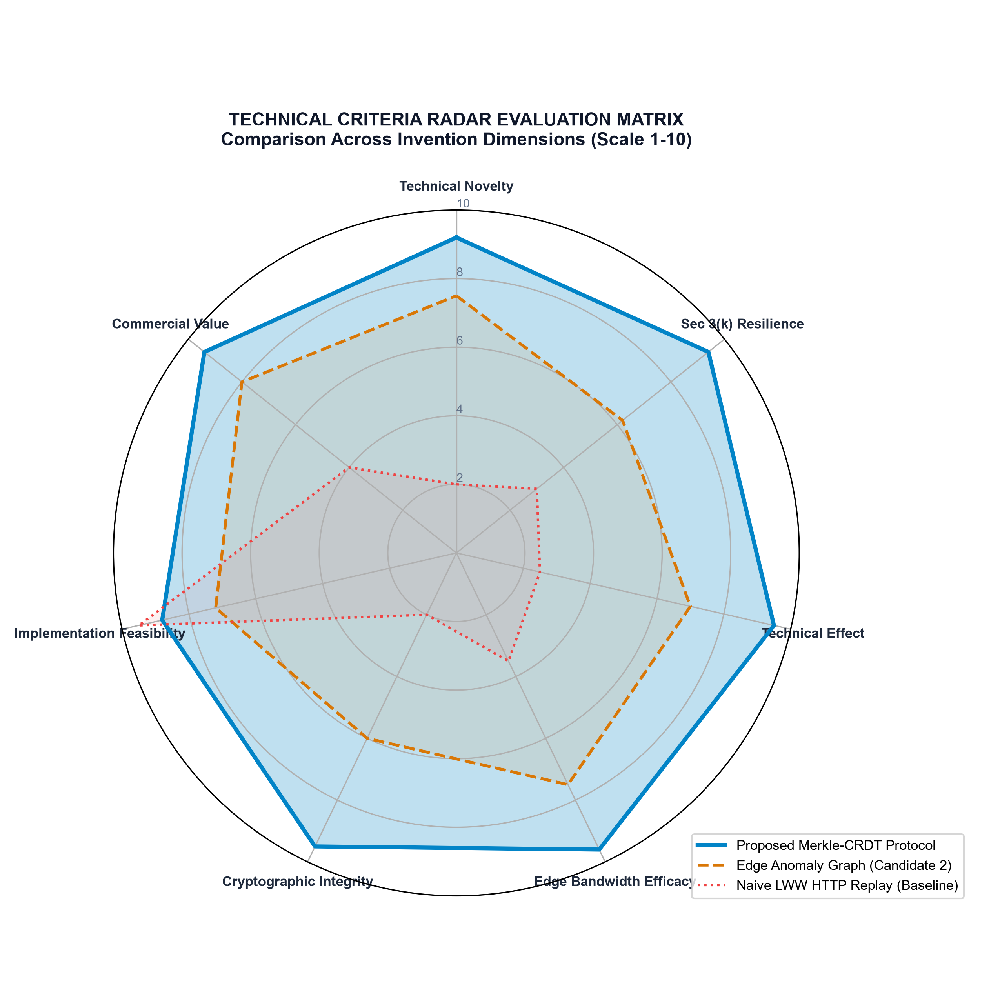 TECHNICAL CRITERIA RADAR EVALUATION MATRIX
Comparison Across Invention Dimensions (Scale 1-10)
Technical Novelty
10
8
Commercial Value
Sec 3(k) Resilience
6
4
2
Implementation Feasibility
Technical Effect
Cryptographic Integrity
Edge Bandwidth Efficacy
Proposed Merkle-CRDT Protocol
Edge Anomaly Graph (Candidate 2)
Naive LWW HTTP Replay (Baseline)